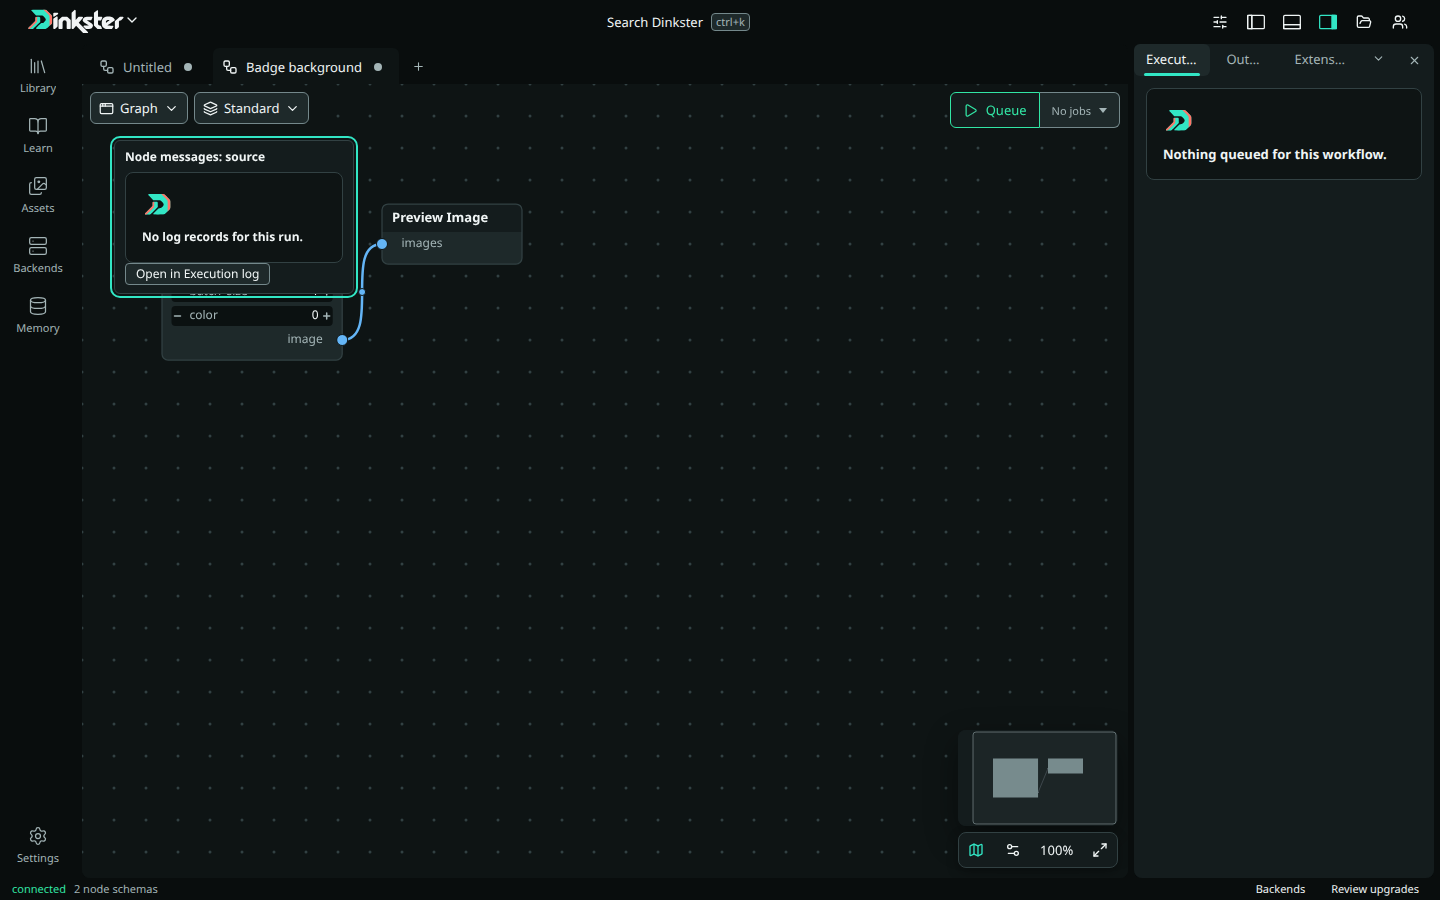 Dinkster
Search Dinkster ctrl+k
Library
Learn
Assets
Backends
Memory
Settings
Untitled
Badge background
Graph
Standard
Queue
No jobs
Node messages: source
No log records for this run.
Open in Execution log
color 0
image
Preview Image
images
100%
Execut...
Out...
Extens...
Nothing queued for this workflow.
connected 2 node schemas
Backends
Review upgrades